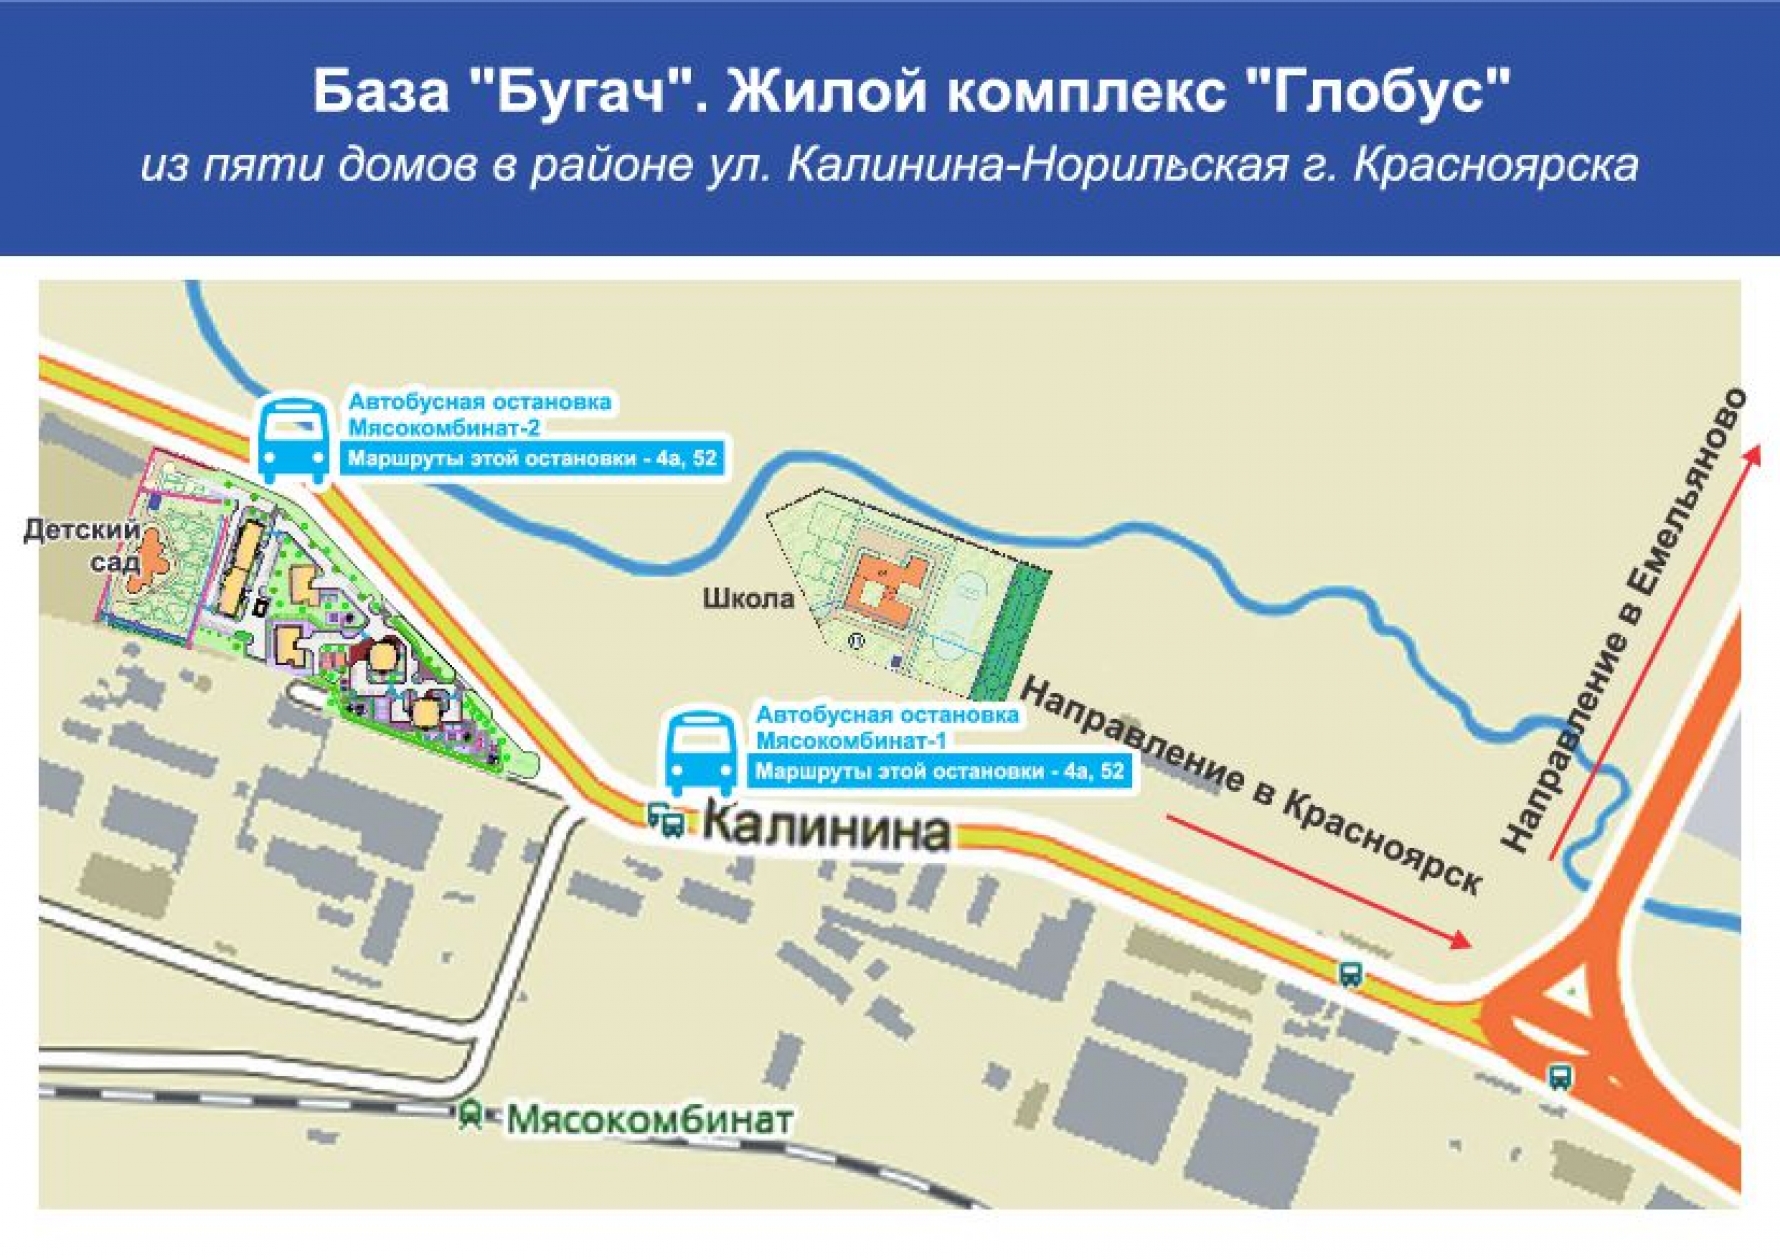 База "Бугач". Жилой комплекс "Глобус"
из пяти домов в районе ул. Калинина-Норильская г. Красноярска
Автобусная остановка
Мясокомбинат-2
Маршруты этой остановки - 4а, 52
Детский
сад
Школа
Автобусная остановка
Мясокомбинат-1
Маршруты этой остановки - 4а, 52
Направление в Красноярск
Направление в Емельяново
Калинина
Мясокомбинат